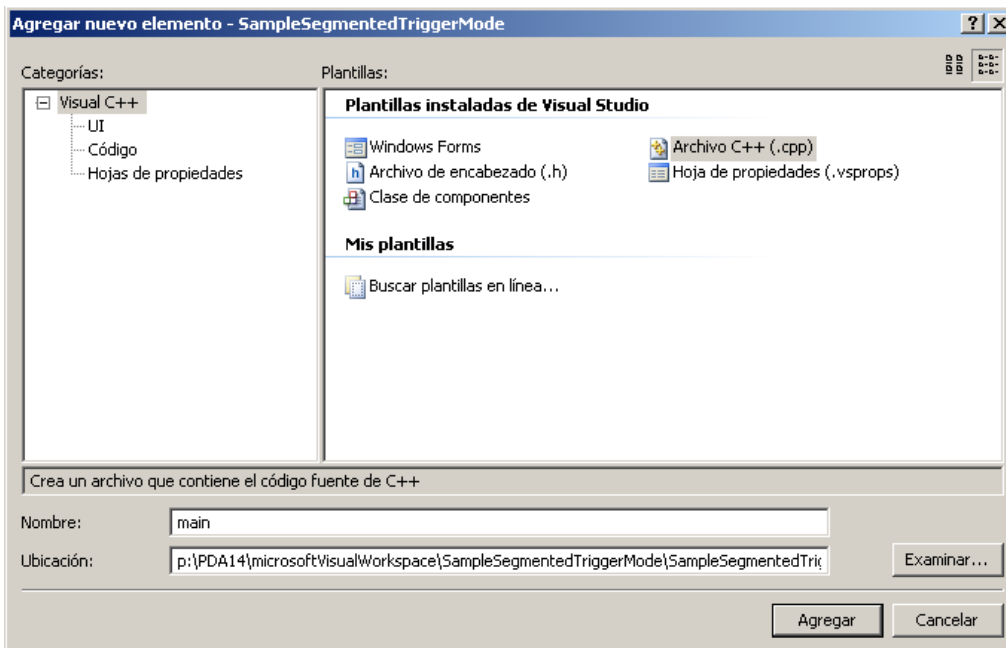 Agregar nuevo elemento - SampleSegmentedTriggerMode
Categorías:
Plantillas:
Visual C++
UI
Código
Hojas de propiedades
Plantillas instaladas de Visual Studio
Windows Forms
Archivo C++ (.cpp)
Archivo de encabezado (.h)
Hoja de propiedades (.vsprops)
Clase de componentes
Mis plantillas
Buscar plantillas en línea...
Crea un archivo que contiene el código fuente de C++
Nombre:
main
Ubicación:
p:\PDA14\microsoftVisualWorkspace\SampleSegmentedTriggerMode\SampleSegmentedTrig
Examinar...
Agregar
Cancelar